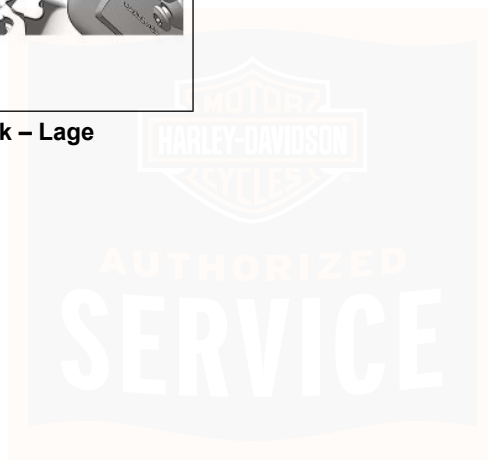 k – Lage
MOTOR
HARLEY-DAVIDSON
CYCLES
AUTHORIZED
SERVICE